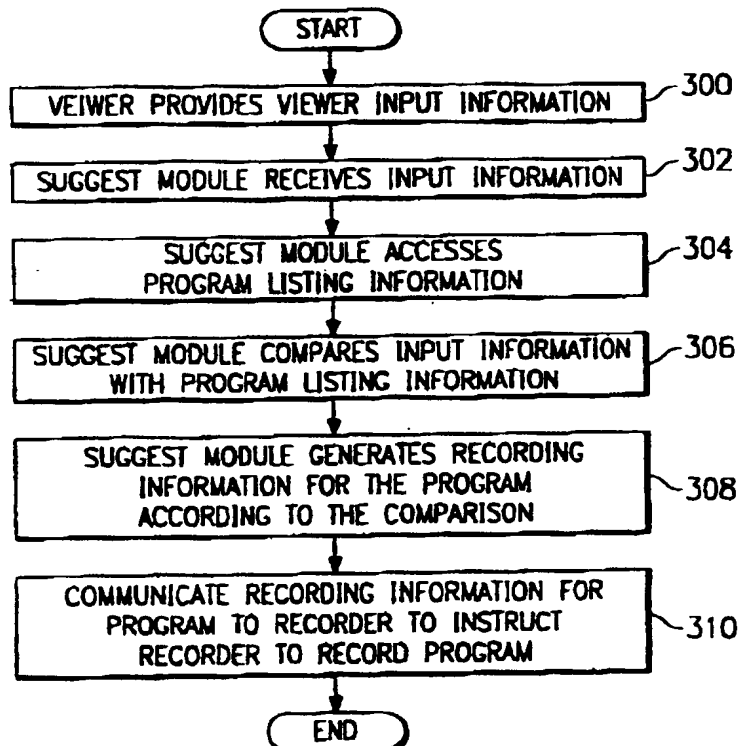 START
VEIWER PROVIDES VIEWER INPUT INFORMATION
300
SUGGEST MODULE RECEIVES INPUT INFORMATION
302
SUGGEST MODULE ACCESSES
PROGRAM LISTING INFORMATION
304
SUGGEST MODULE COMPARES INPUT INFORMATION
WITH PROGRAM LISTING INFORMATION
306
SUGGEST MODULE GENERATES RECORDING
INFORMATION FOR THE PROGRAM
ACCORDING TO THE COMPARISON
308
COMMUNICATE RECORDING INFORMATION FOR
PROGRAM TO RECORDER TO INSTRUCT
RECORDER TO RECORD PROGRAM
310
END